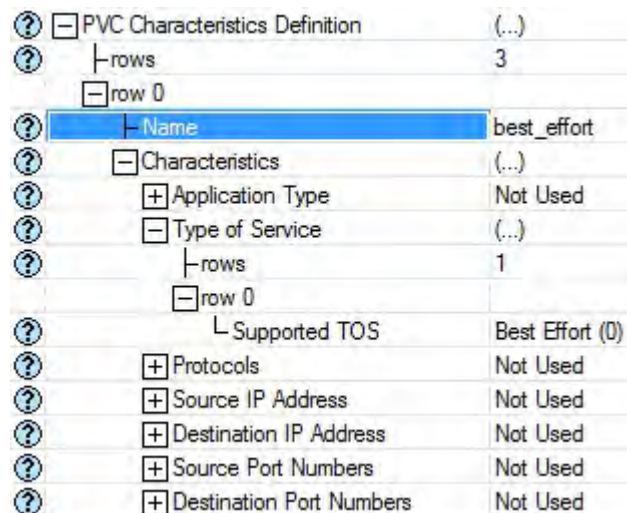 PVC Characteristics Definition (...)
rows 3
row 0
Name best_effort
Characteristics (...)
Application Type Not Used
Type of Service (...)
rows 1
row 0
Supported TOS Best Effort (0)
Protocols Not Used
Source IP Address Not Used
Destination IP Address Not Used
Source Port Numbers Not Used
Destination Port Numbers Not Used